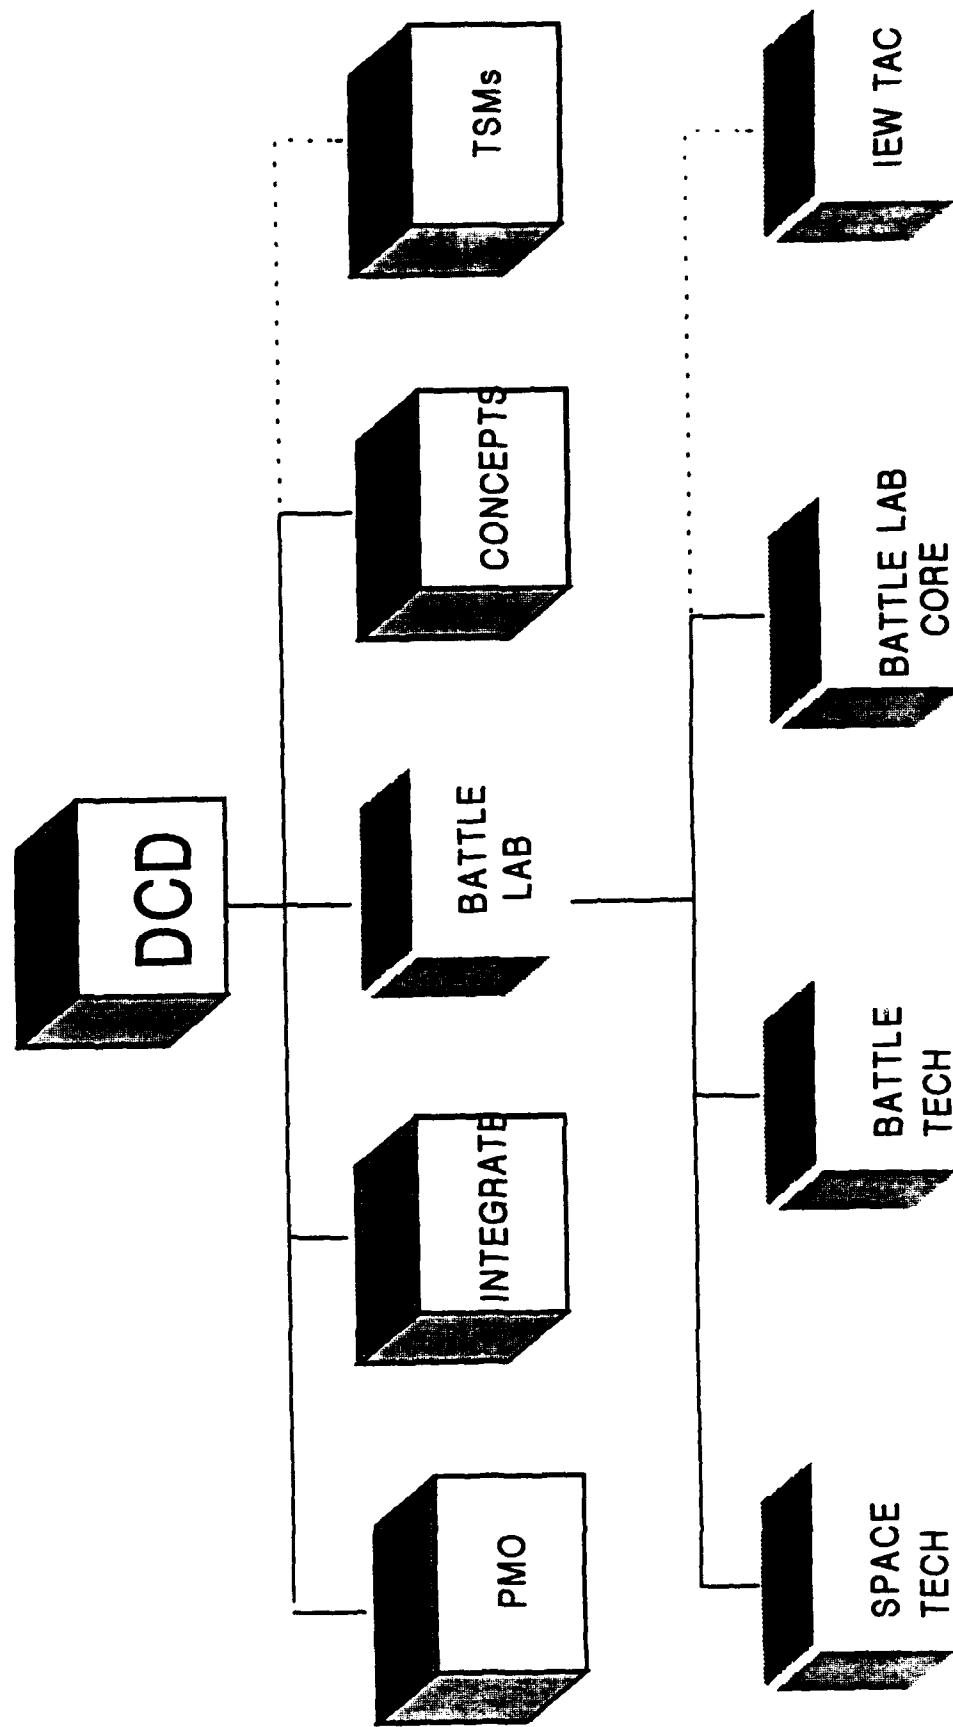 DCD
PMO
INTEGRATE
BATTLE
LAB
CONCEPTS
TSMs
SPACE
TECH
BATTLE
TECH
BATTLE LAB
CORE
IEW TAC